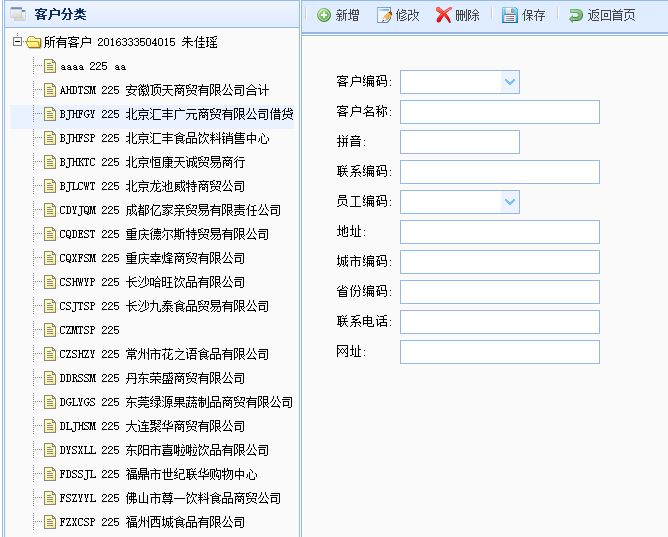 客户分类
新增 修改 删除 保存 返回首页
所有客户 2016333504015 朱佳瑶
aaaa 225 aa
AHDTSM 225 安徽顶天商贸有限公司合计
BJHFGY 225 北京汇丰广元商贸有限公司借贷
BJHFSP 225 北京汇丰食品饮料销售中心
BJHKTC 225 北京恒康天诚贸易商行
BJLCWT 225 北京龙池威特商贸公司
CDYJQM 225 成都亿家亲贸易有限责任公司
CQDEST 225 重庆德尔斯特贸易有限公司
CQXFSM 225 重庆幸烽商贸有限公司
CSHWYP 225 长沙哈旺饮品有限公司
CSJTSP 225 长沙九泰食品贸易有限公司
CZMTSP 225
CZSHZY 225 常州市花之语食品有限公司
DDRSSM 225 丹东荣盛商贸有限公司
DGLYGS 225 东莞绿源果蔬制品商贸有限公司
DLJHSM 225 大连聚华商贸有限公司
DYSXLL 225 东阳市喜啦啦饮品有限公司
FDSSJL 225 福鼎市世纪联华购物中心
FSZYYL 225 佛山市尊一饮料食品商贸公司
FZXCSP 225 福州西城食品有限公司
客户编码:
客户名称:
拼音:
联系编码:
员工编码:
地址:
城市编码:
省份编码:
联系电话:
网址: